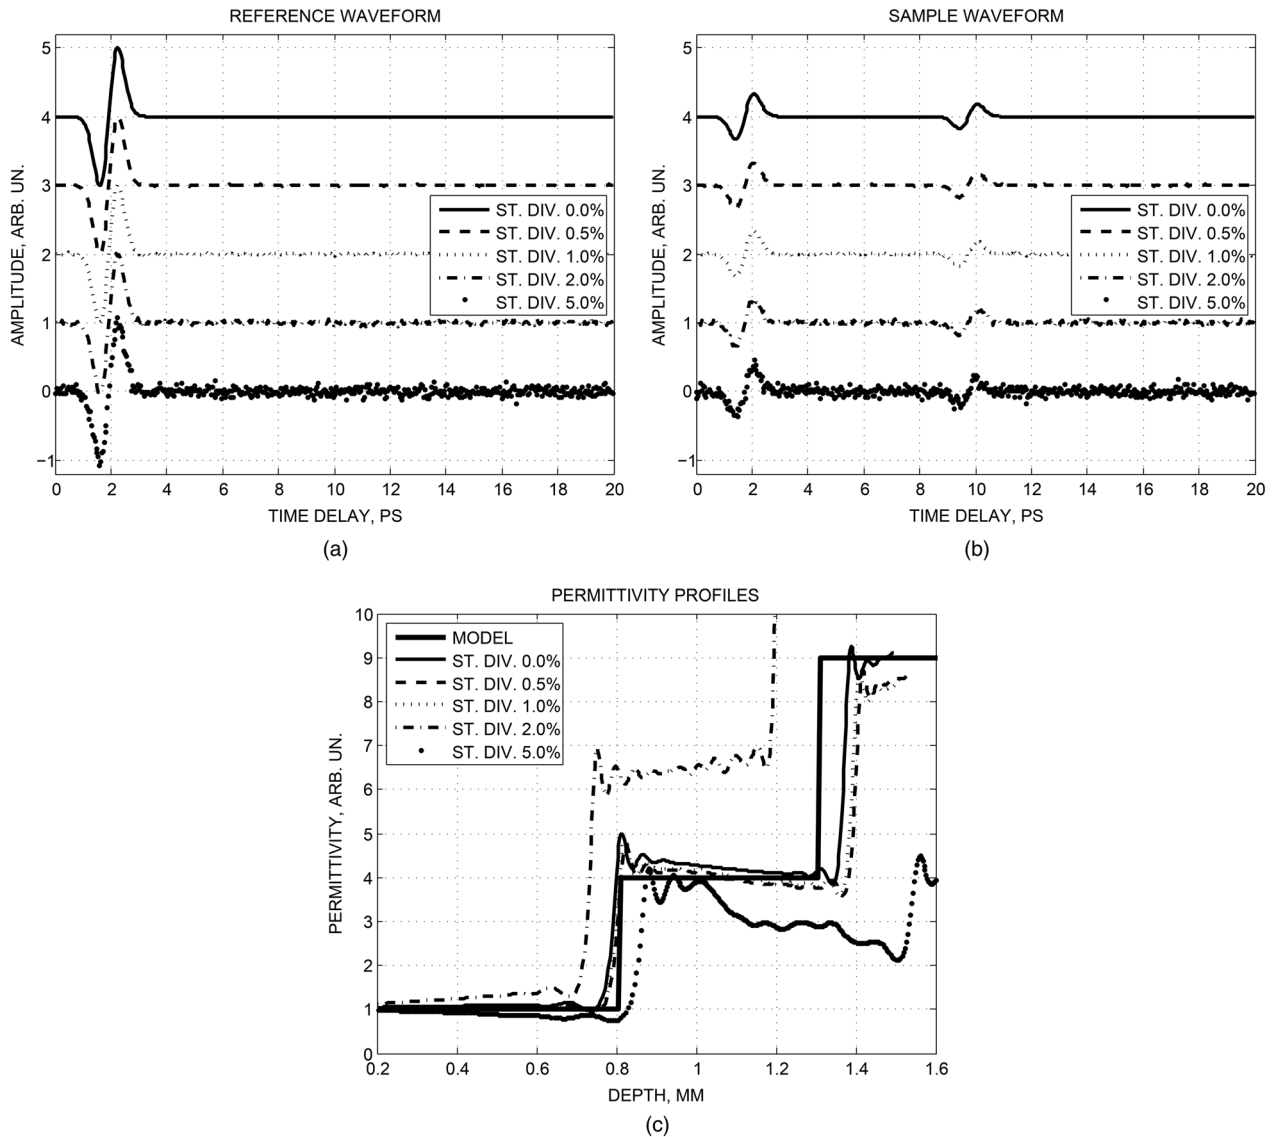 REFERENCE WAVEFORM
5
4
3
2
1
0
−1
AMPLITUDE, ARB. UN.
ST. DIV. 0.0%
ST. DIV. 0.5%
ST. DIV. 1.0%
ST. DIV. 2.0%
ST. DIV. 5.0%
0 2 4 6 8 10 12 14 16 18 20
TIME DELAY, PS
(a)
SAMPLE WAVEFORM
5
4
3
2
1
0
−1
AMPLITUDE, ARB. UN.
ST. DIV. 0.0%
ST. DIV. 0.5%
ST. DIV. 1.0%
ST. DIV. 2.0%
ST. DIV. 5.0%
0 2 4 6 8 10 12 14 16 18 20
TIME DELAY, PS
(b)
PERMITTIVITY PROFILES
10
9
8
7
6
5
4
3
2
1
0
PERMITTIVITY, ARB. UN.
MODEL
ST. DIV. 0.0%
ST. DIV. 0.5%
ST. DIV. 1.0%
ST. DIV. 2.0%
ST. DIV. 5.0%
0.2 0.4 0.6 0.8 1 1.2 1.4 1.6
DEPTH, MM
(c)